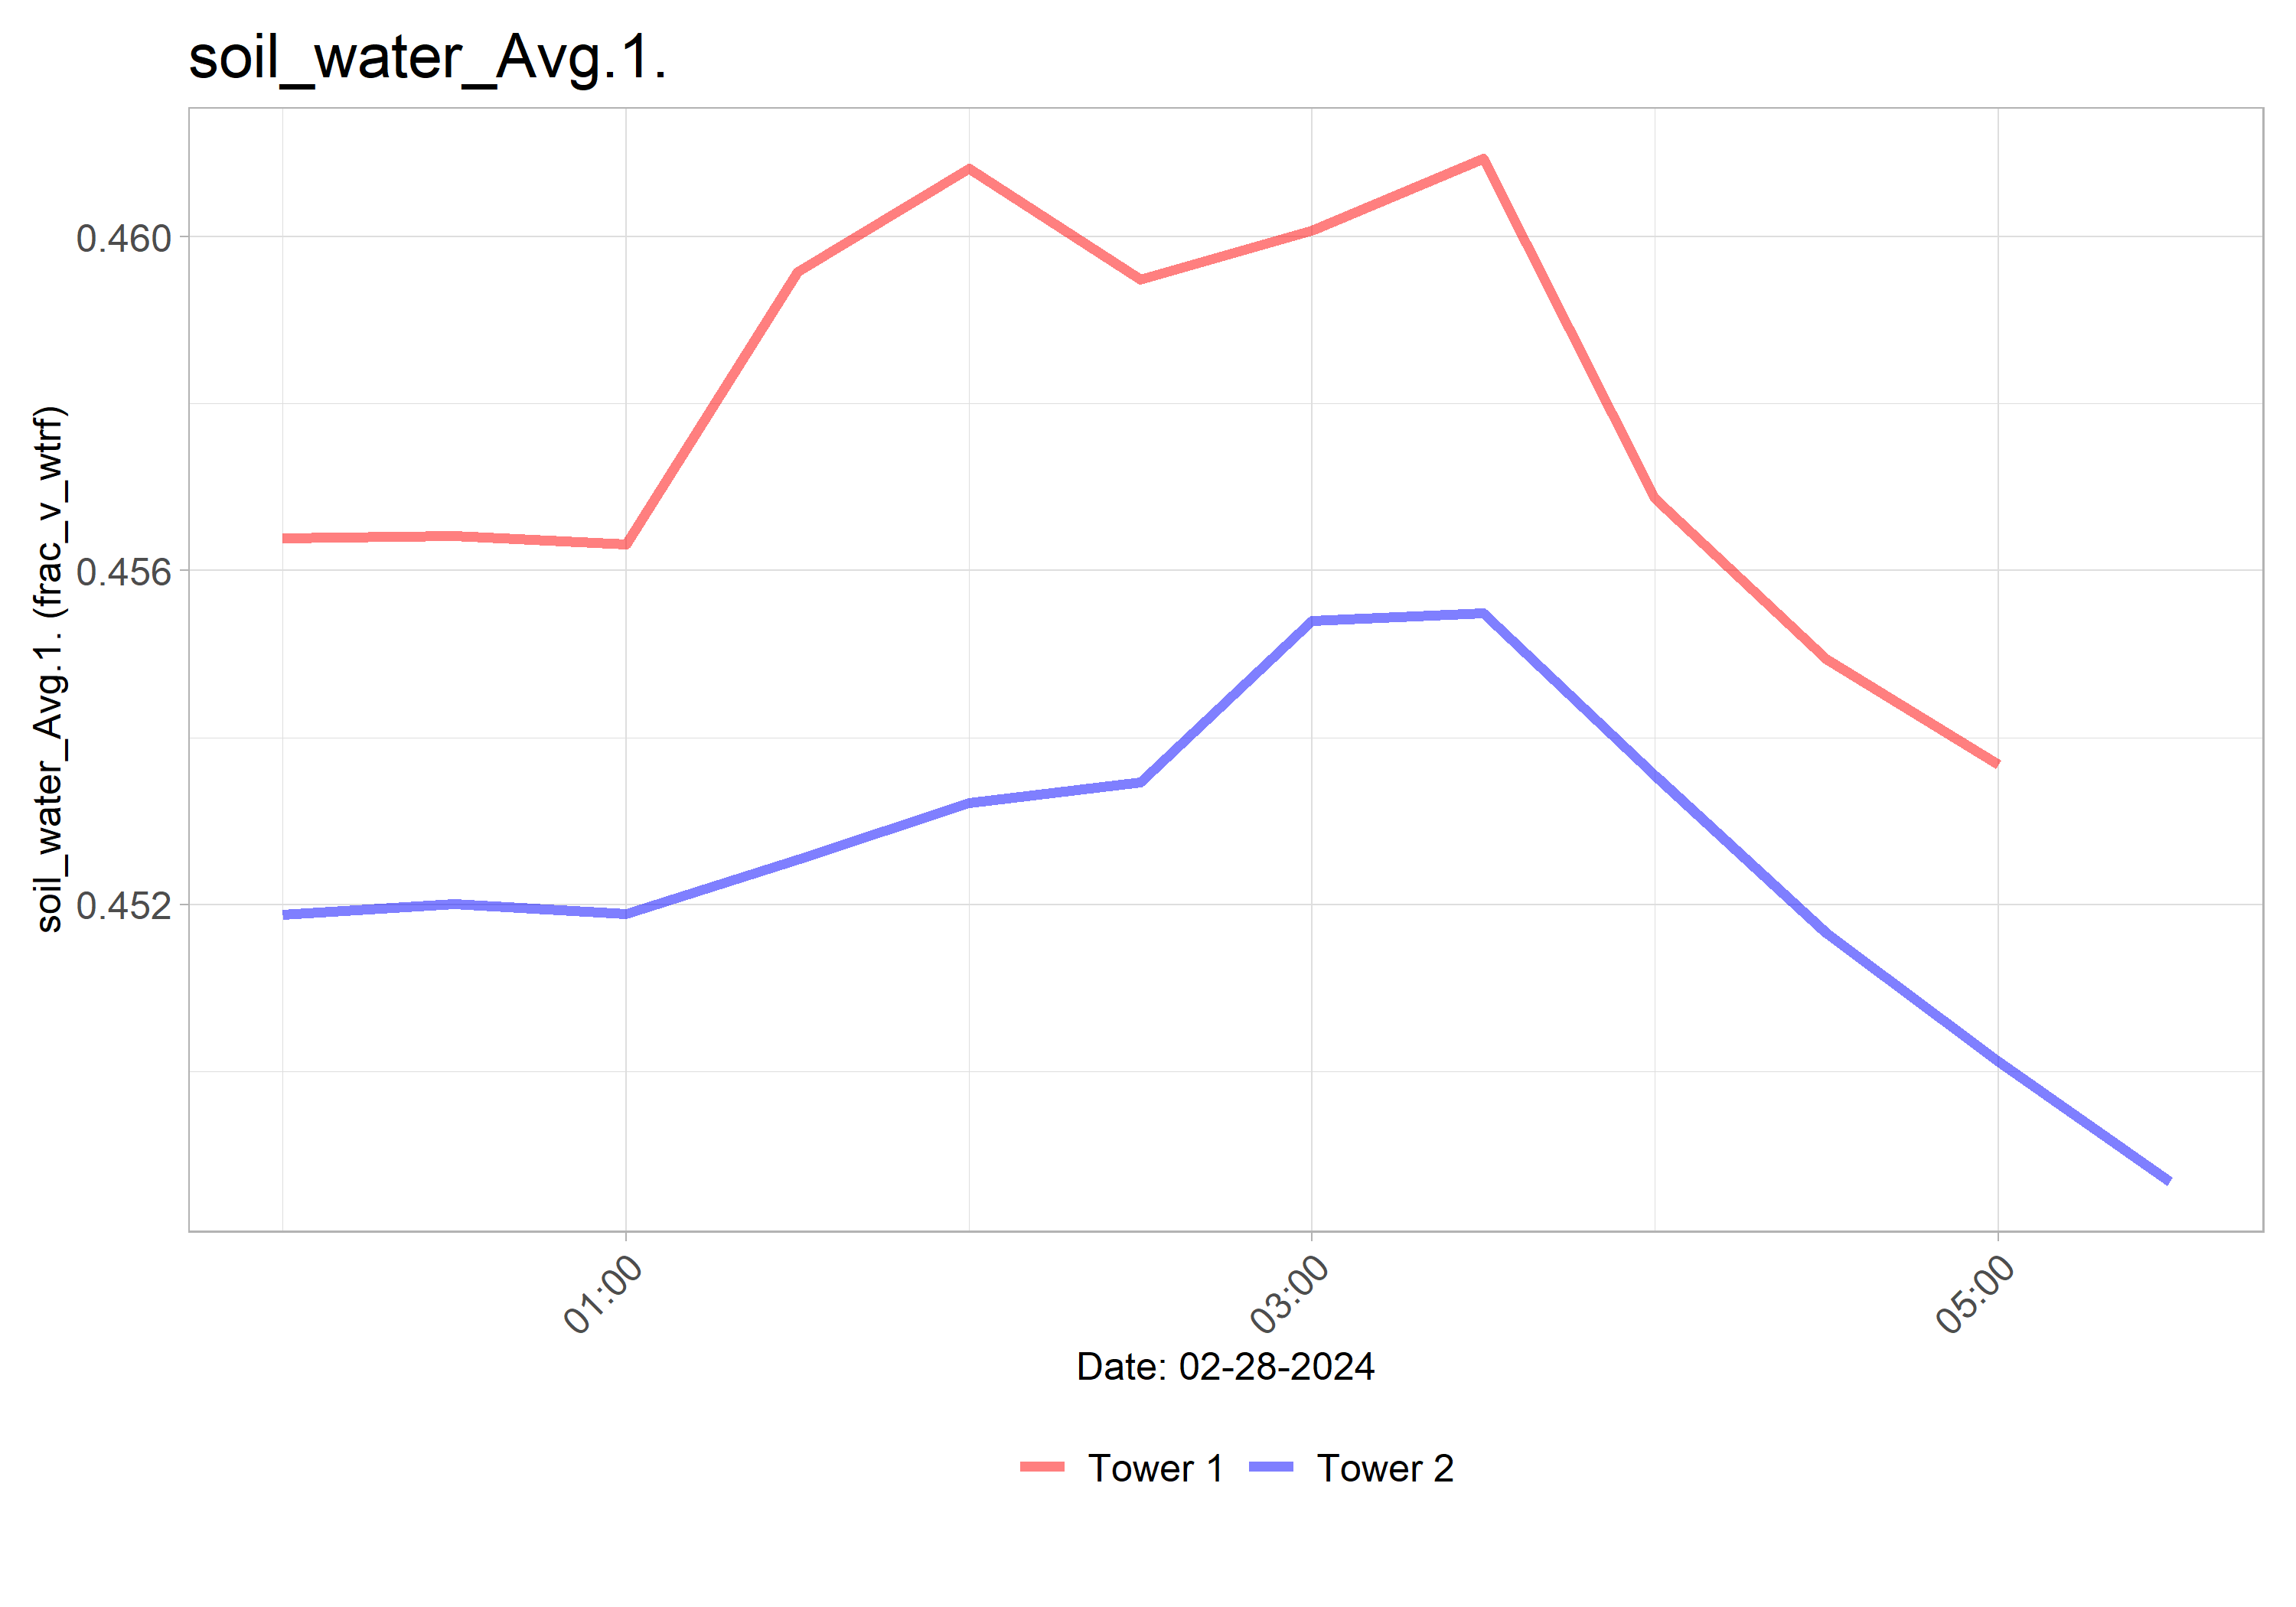 soil_water_Avg.1.
soil_water_Avg.1. (frac_v_wtrf)
0.460
0.456
0.452
01:00
03:00
05:00
Date: 02-28-2024
Tower 1
Tower 2